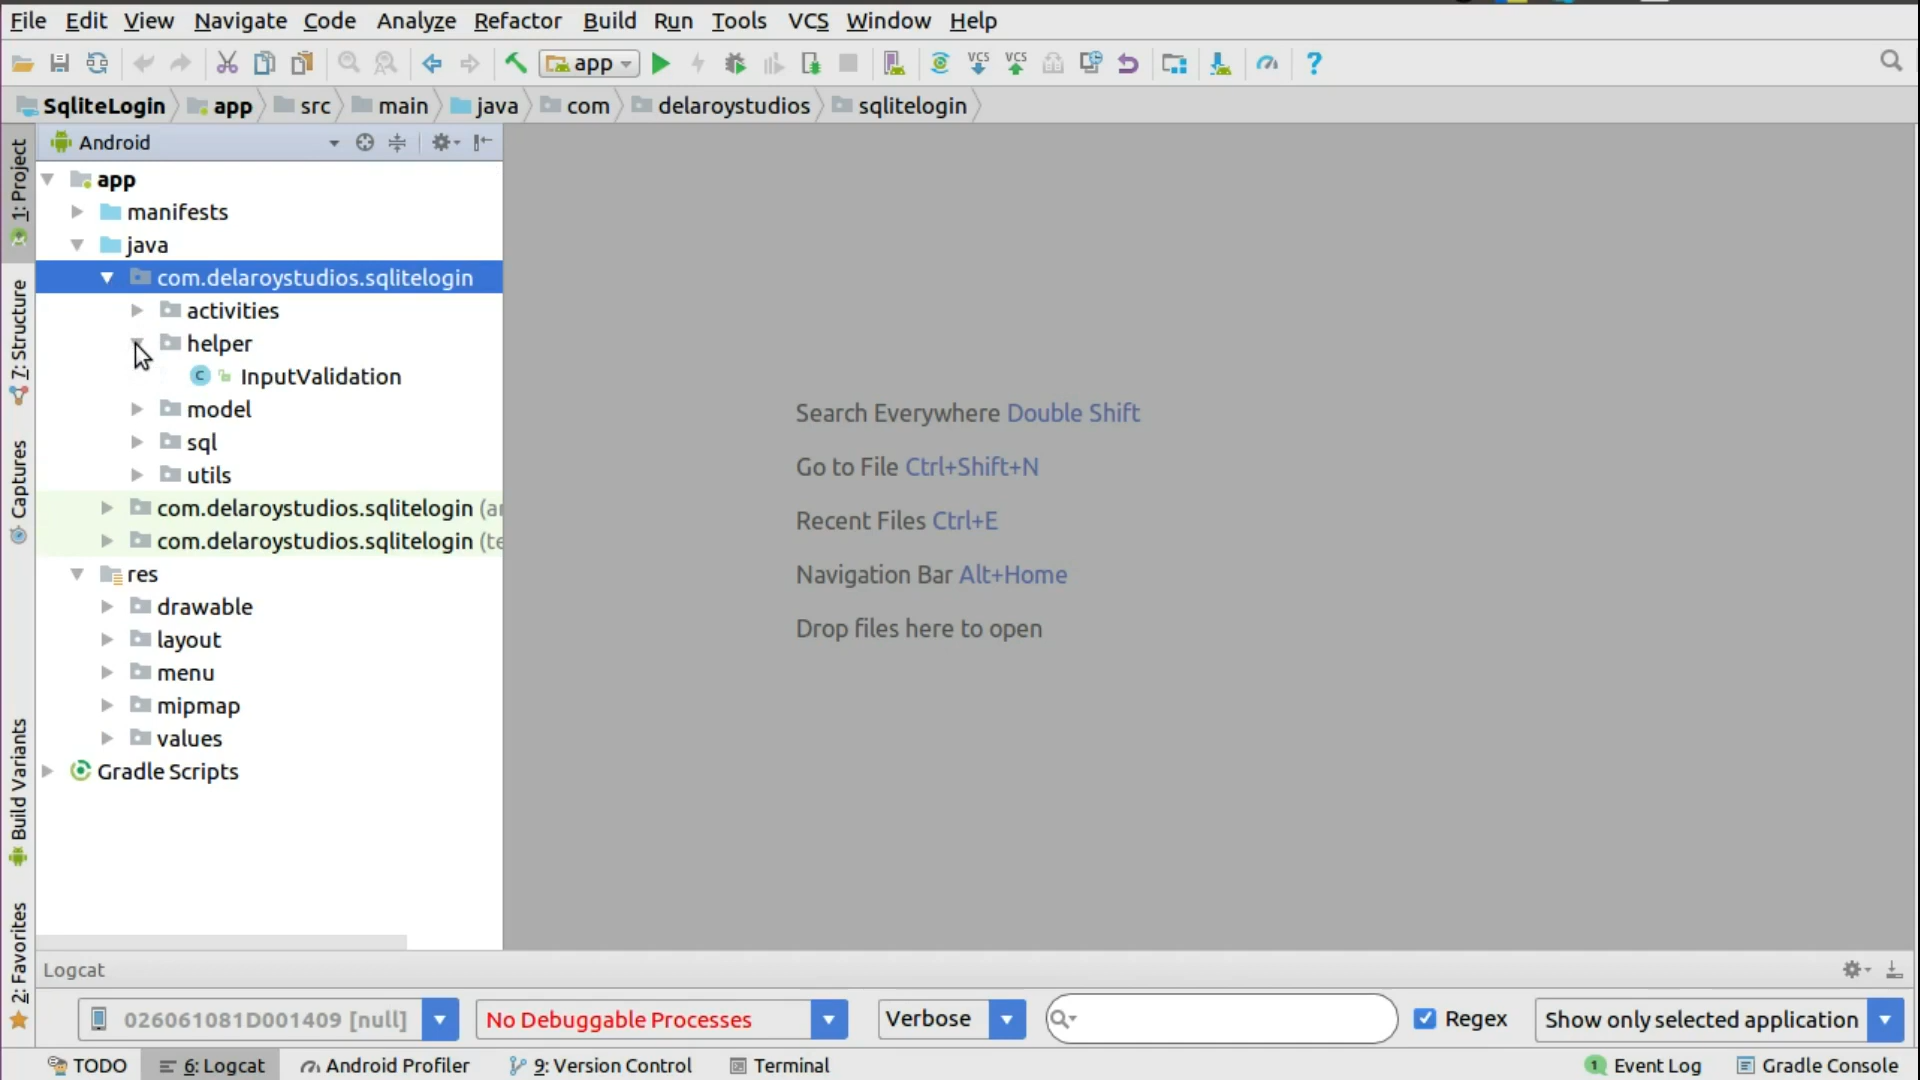 File Edit View Navigate Code Analyze Refactor Build Run Tools VCS Window Help
app
VCS VCS
SqliteLogin app src main java com delaroystudios sqlitelogin
Android
app
manifests
java
com.delaroystudios.sqlitelogin
activities
helper
InputValidation
model
sql
utils
com.delaroystudios.sqlitelogin (ar
com.delaroystudios.sqlitelogin (te
res
drawable
layout
menu
mipmap
values
Gradle Scripts
1: Project
7: Structure
Captures
Build Variants
2: Favorites
Search Everywhere Double Shift
Go to File Ctrl+Shift+N
Recent Files Ctrl+E
Navigation Bar Alt+Home
Drop files here to open
Logcat
026061081D001409 [null] No Debuggable Processes Verbose Regex Show only selected application
TODO 6: Logcat Android Profiler 9: Version Control Terminal 1 Event Log Gradle Console